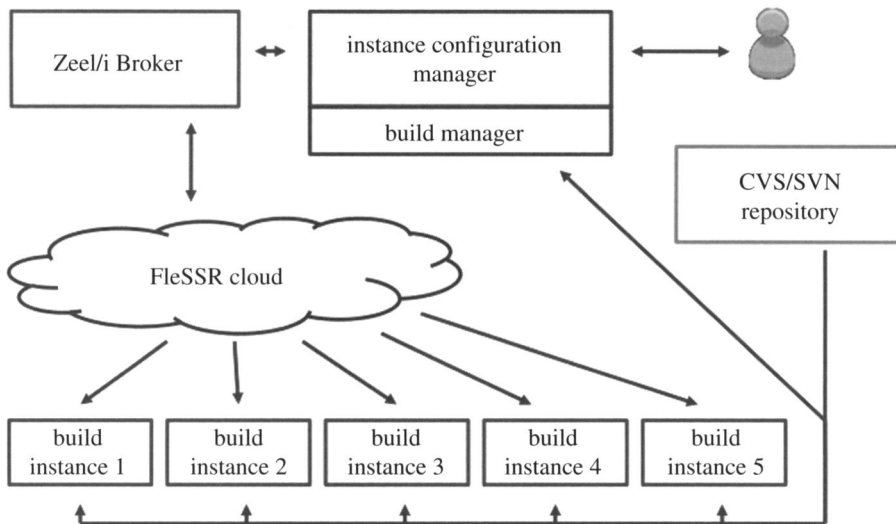 Zeel/i Broker
instance configuration
manager
build manager
CVS/SVN
repository
FleSSR cloud
build
instance 1
build
instance 2
build
instance 3
build
instance 4
build
instance 5